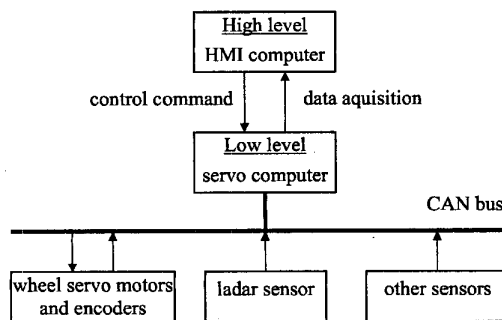 High level
HMI computer
control command
data aquisition
Low level
servo computer
CAN bus
wheel servo motors
and encoders
ladar sensor
other sensors